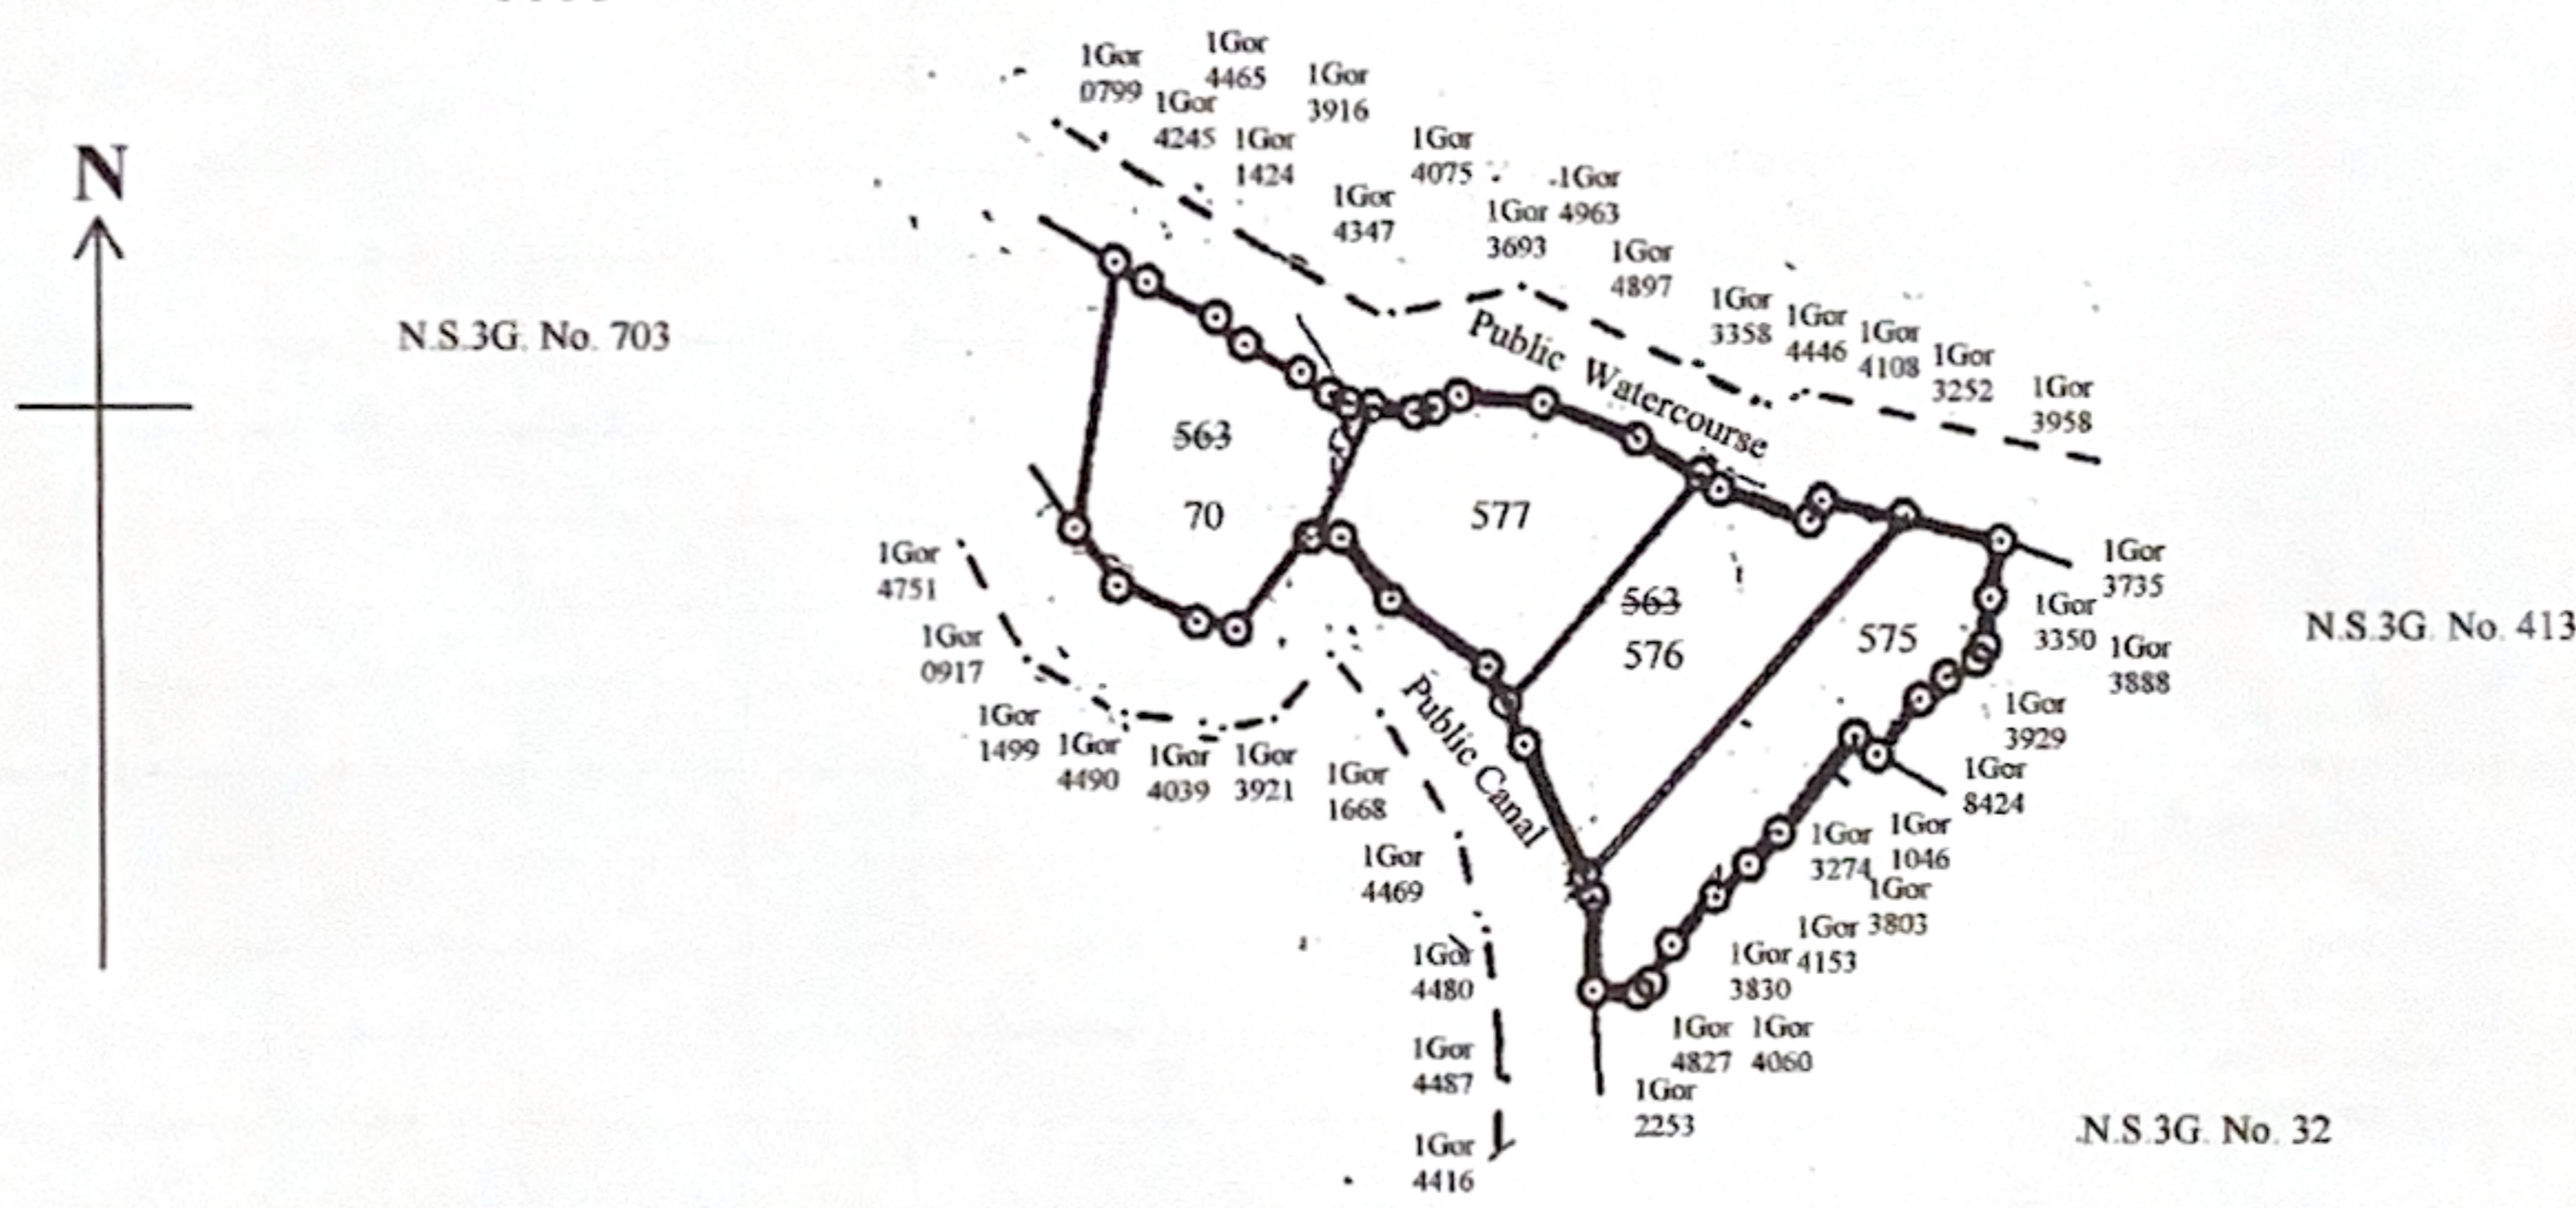 1Gor
0799
1Gor
4465
1Gor
3916
1Gor
4245
1Gor
1424
1Gor
4075
1Gor
4963
1Gor
4347
1Gor
3693
1Gor
4897
N
1Gor
3358
1Gor
4446
1Gor
4108
1Gor
3252
1Gor
3958
N.S.3G. No. 703
Public Watercourse
563
70
577
563
576
575
1Gor
3735
1Gor
3350
1Gor
3888
N.S.3G. No. 413
1Gor
4751
1Gor
0917
1Gor
1499
1Gor
4490
1Gor
4039
1Gor
3921
Public Canal
1Gor
1668
1Gor
4469
1Gor
3929
1Gor
8424
1Gor
3274
1Gor
1046
1Gor
3803
1Gor
4153
1Gor
3830
1Gor
4480
1Gor
4827
1Gor
4060
1Gor
4487
1Gor
2253
1Gor
4416
N.S.3G. No. 32